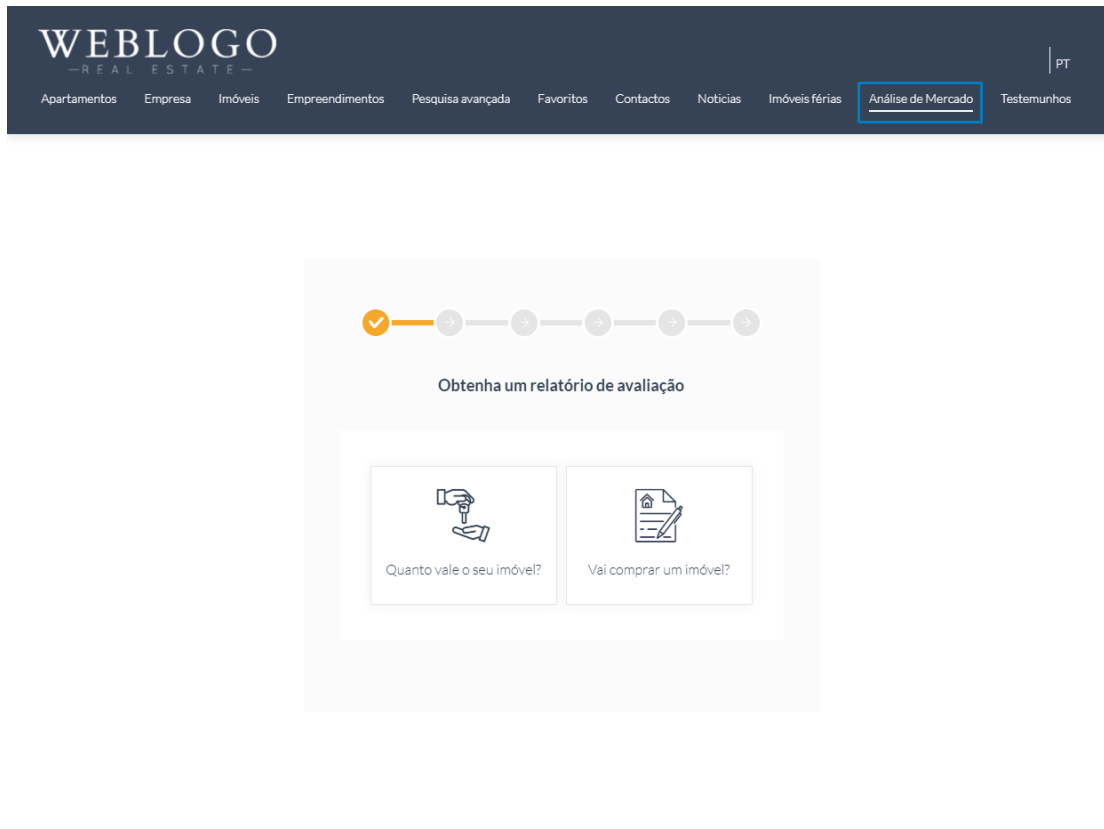 WEBLOGO
—REAL ESTATE—
PT
Apartamentos Empresa Imóveis Empreendimentos Pesquisa avançada Favoritos Contactos Noticias Imóveis férias Análise de Mercado Testemunhos
Obtenha um relatório de avaliação
Quanto vale o seu imóvel? Vai comprar um imóvel?